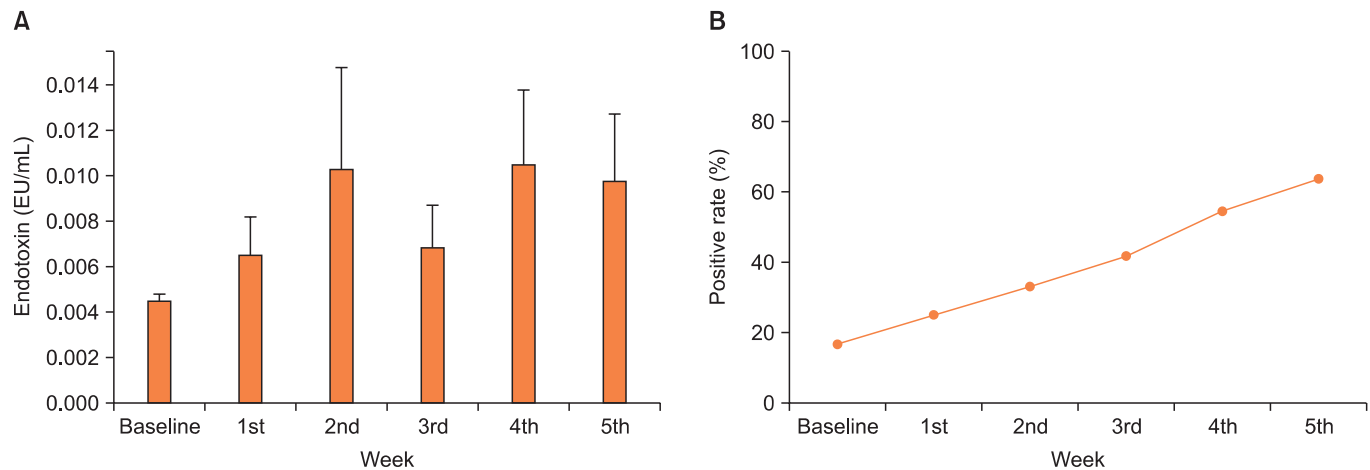 A
Endotoxin (EU/mL)
0.014
0.012
0.010
0.008
0.006
0.004
0.002
0.000
Baseline 1st 2nd 3rd 4th 5th
Week
B
Positive rate (%)
100
80
60
40
20
0
Baseline 1st 2nd 3rd 4th 5th
Week